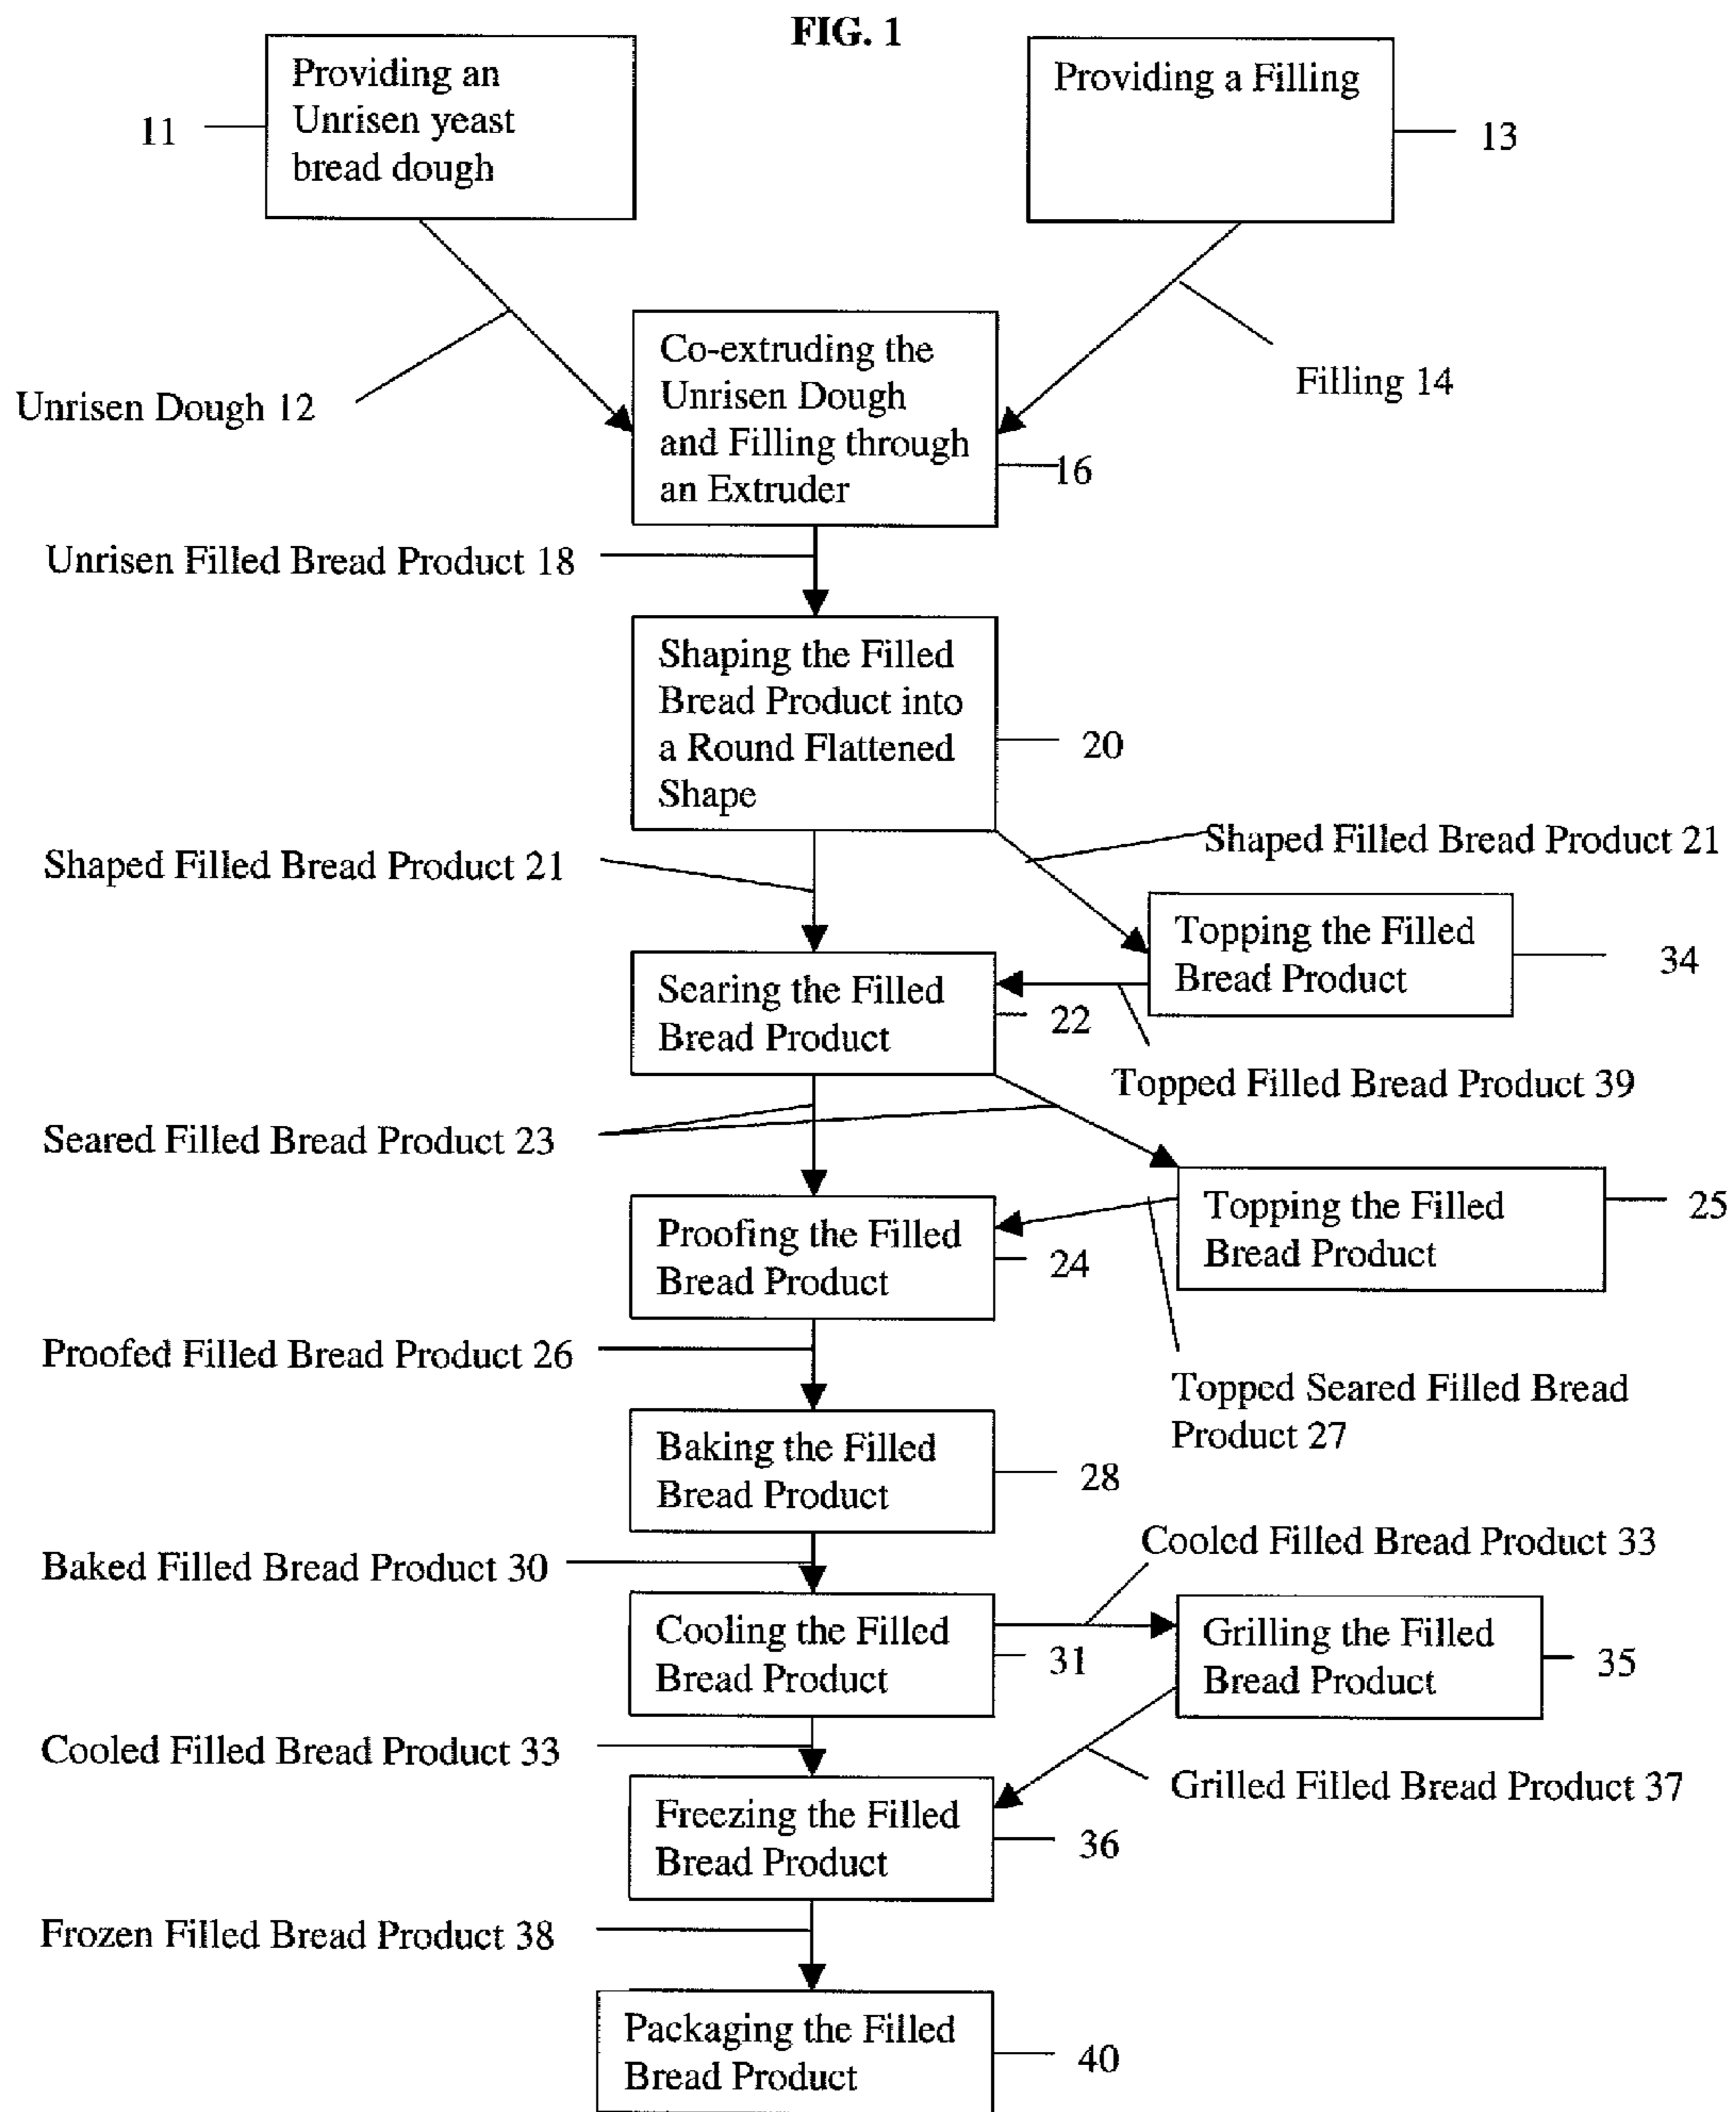 FIG. 1
Providing an
Unrisen yeast
bread dough
11
Providing a Filling
13
Unrisen Dough 12
Filling 14
Co-extruding the
Unrisen Dough
and Filling through
an Extruder
16
Unrisen Filled Bread Product 18
Shaping the Filled
Bread Product into
a Round Flattened
Shape
20
Shaped Filled Bread Product 21
Shaped Filled Bread Product 21
Topping the Filled
Bread Product
34
Searing the Filled
Bread Product
22
Topped Filled Bread Product 39
Seared Filled Bread Product 23
Topping the Filled
Bread Product
25
Proofing the Filled
Bread Product
24
Proofed Filled Bread Product 26
Topped Seared Filled Bread
Product 27
Baking the Filled
Bread Product
28
Baked Filled Bread Product 30
Cooled Filled Bread Product 33
Cooling the Filled
Bread Product
31
Grilling the Filled
Bread Product
35
Cooled Filled Bread Product 33
Grilled Filled Bread Product 37
Freezing the Filled
Bread Product
36
Frozen Filled Bread Product 38
Packaging the Filled
Bread Product
40